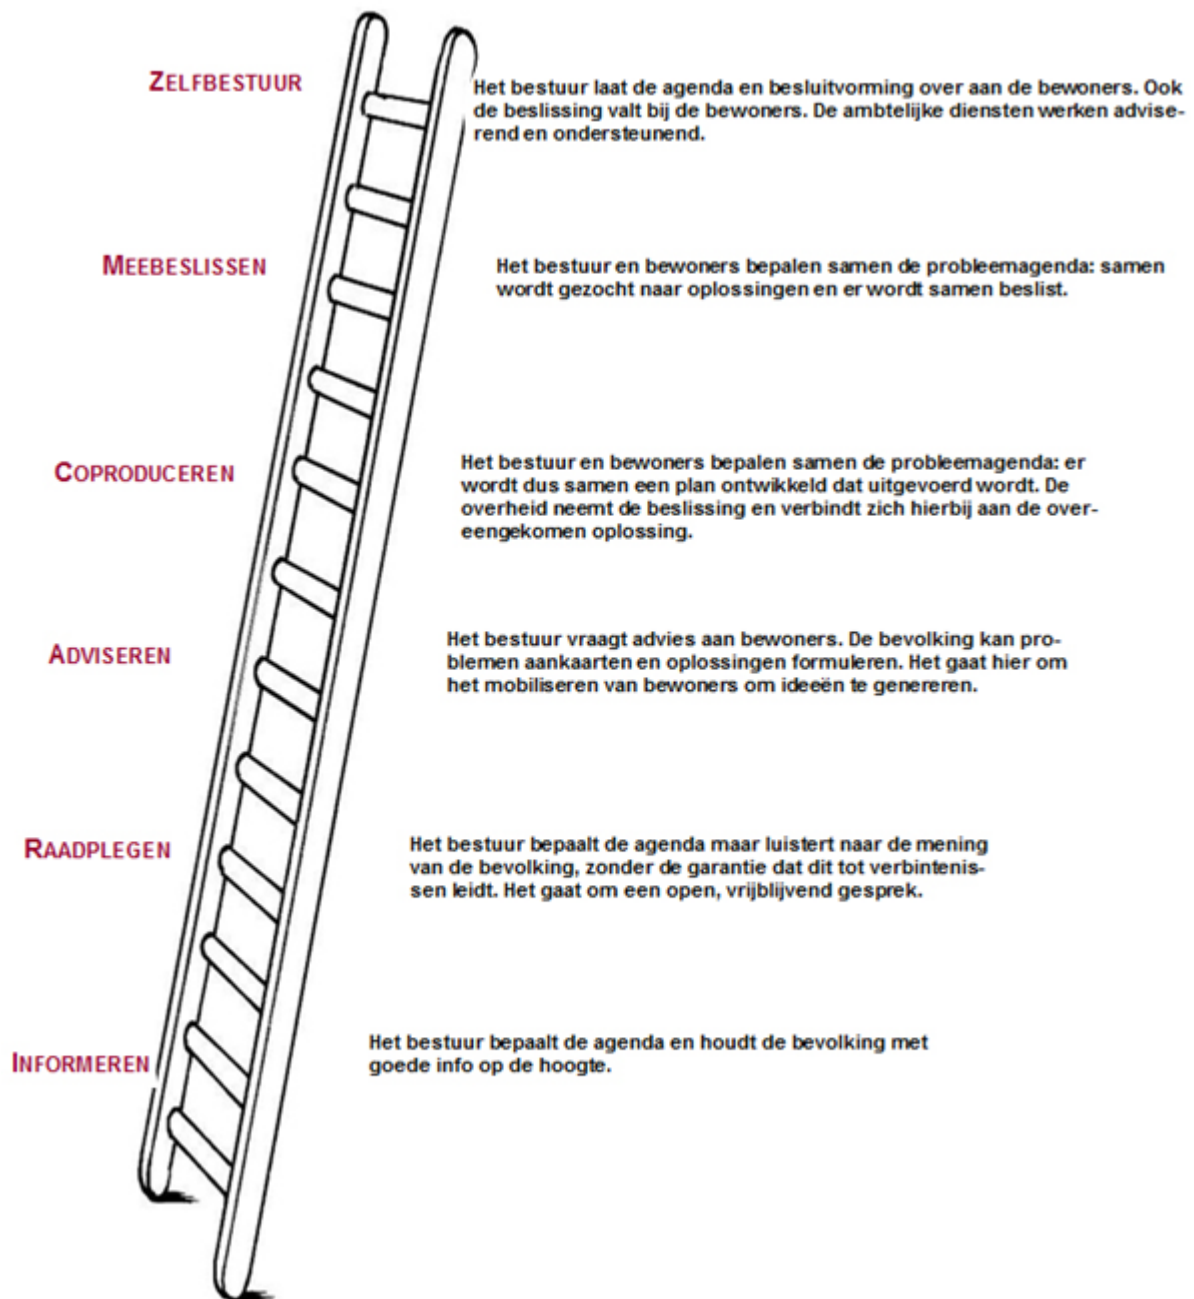 ZELFBESTUUR
Het bestuur laat de agenda en besluitvorming over aan de bewoners. Ook
de beslissing valt bij de bewoners. De ambtelijke diensten werken advise-
rend en ondersteunend.
MEEBESLISSEN
Het bestuur en bewoners bepalen samen de probleemagenda: samen
wordt gezocht naar oplossingen en er wordt samen beslist.
COPRODUCEREN
Het bestuur en bewoners bepalen samen de probleemagenda: er
wordt dus samen een plan ontwikkeld dat uitgevoerd wordt. De
overheid neemt de beslissing en verbindt zich hierbij aan de over-
eengekomen oplossing.
ADVISEREN
Het bestuur vraagt advies aan bewoners. De bevolking kan pro-
blemen aankaarten en oplossingen formuleren. Het gaat hier om
het mobiliseren van bewoners om ideeën te genereren.
RAADPLEGEN
Het bestuur bepaalt de agenda maar luistert naar de mening
van de bevolking, zonder de garantie dat dit tot verbintenis-
sen leidt. Het gaat om een open, vrijblijvend gesprek.
INFORMEREN
Het bestuur bepaalt de agenda en houdt de bevolking met
goede info op de hoogte.